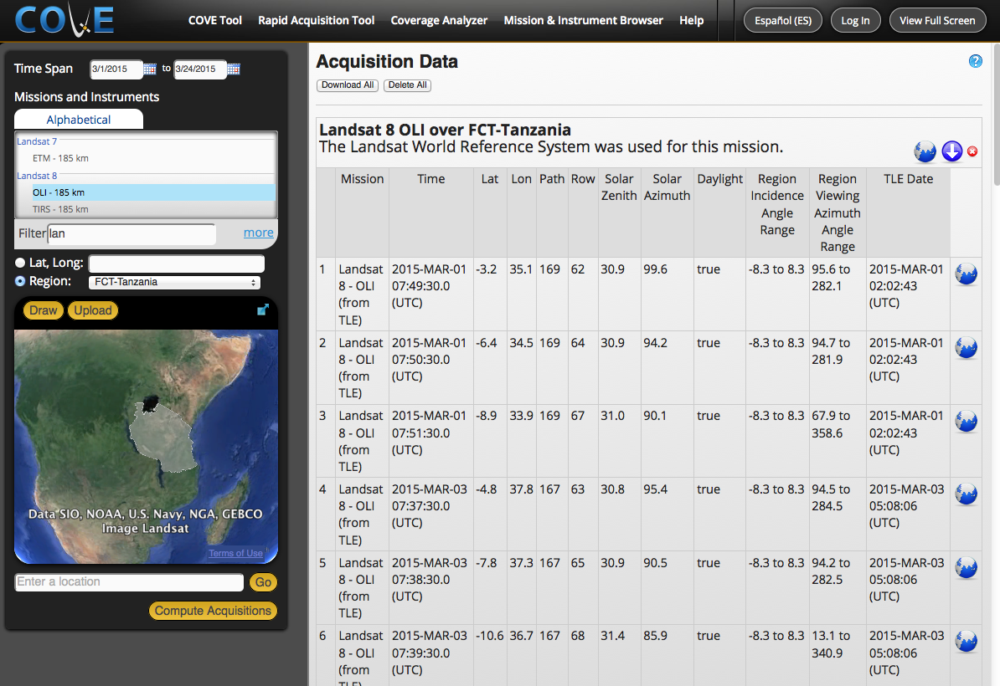 COVE
COVE Tool Rapid Acquisition Tool Coverage Analyzer Mission & Instrument Browser Help Español (ES) Log In View Full Screen
Time Span 3/1/2015 to 3/24/2015
Missions and Instruments
Alphabetical
Landsat 7
ETM - 185 km
Landsat 8
OLI - 185 km
TIRS - 185 km
Filter lan more
Lat, Long:
Region: FCT-Tanzania
Draw Upload
Data SIO, NOAA, U.S. Navy, NGA, GEBCO
Image Landsat
Terms of Use
Enter a location Go
Compute Acquisitions
Acquisition Data
?
Download All Delete All
Landsat 8 OLI over FCT-Tanzania
The Landsat World Reference System was used for this mission.
Mission Time Lat Lon Path Row Solar Solar Daylight Region Region TLE Date
Zenith Azimuth Incidence Viewing
Angle Azimuth
Range Angle
Range
1 Landsat 2015-MAR-01 -3.2 35.1 169 62 30.9 99.6 true -8.3 to 8.3 95.6 to 2015-MAR-01
8 - OLI 07:49:30.0 282.1 02:02:43
(from (UTC) (UTC)
TLE)
2 Landsat 2015-MAR-01 -6.4 34.5 169 64 30.9 94.2 true -8.3 to 8.3 94.7 to 2015-MAR-01
8 - OLI 07:50:30.0 281.9 02:02:43
(from (UTC) (UTC)
TLE)
3 Landsat 2015-MAR-01 -8.9 33.9 169 67 31.0 90.1 true -8.3 to 8.3 67.9 to 2015-MAR-01
8 - OLI 07:51:30.0 358.6 02:02:43
(from (UTC) (UTC)
TLE)
4 Landsat 2015-MAR-03 -4.8 37.8 167 63 30.8 95.4 true -8.3 to 8.3 94.5 to 2015-MAR-03
8 - OLI 07:37:30.0 284.5 05:08:06
(from (UTC) (UTC)
TLE)
5 Landsat 2015-MAR-03 -7.8 37.3 167 65 30.9 90.5 true -8.3 to 8.3 94.2 to 2015-MAR-03
8 - OLI 07:38:30.0 282.5 05:08:06
(from (UTC) (UTC)
TLE)
6 Landsat 2015-MAR-03 -10.6 36.7 167 68 31.4 85.9 true -8.3 to 8.3 13.1 to 2015-MAR-03
8 - OLI 07:39:30.0 340.9 05:08:06
(from (UTC) (UTC)
TLE)